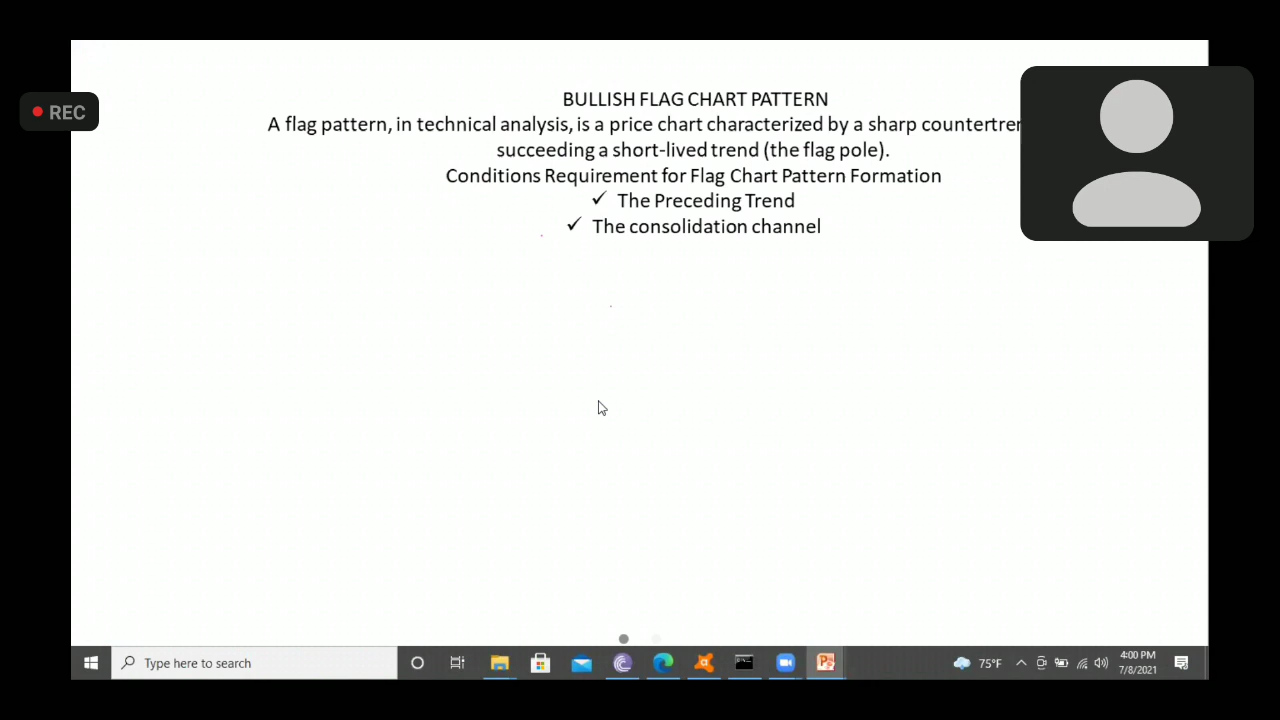 REC
BULLISH FLAG CHART PATTERN
A flag pattern, in technical analysis, is a price chart characterized by a sharp
succeeding a short-lived trend (the flag pole).
Conditions Requirement for Flag Chart Pattern Formation
✓ The Preceding Trend
✓ The consolidation channel
Type here to search
75°F
4:00 PM
7/8/2021